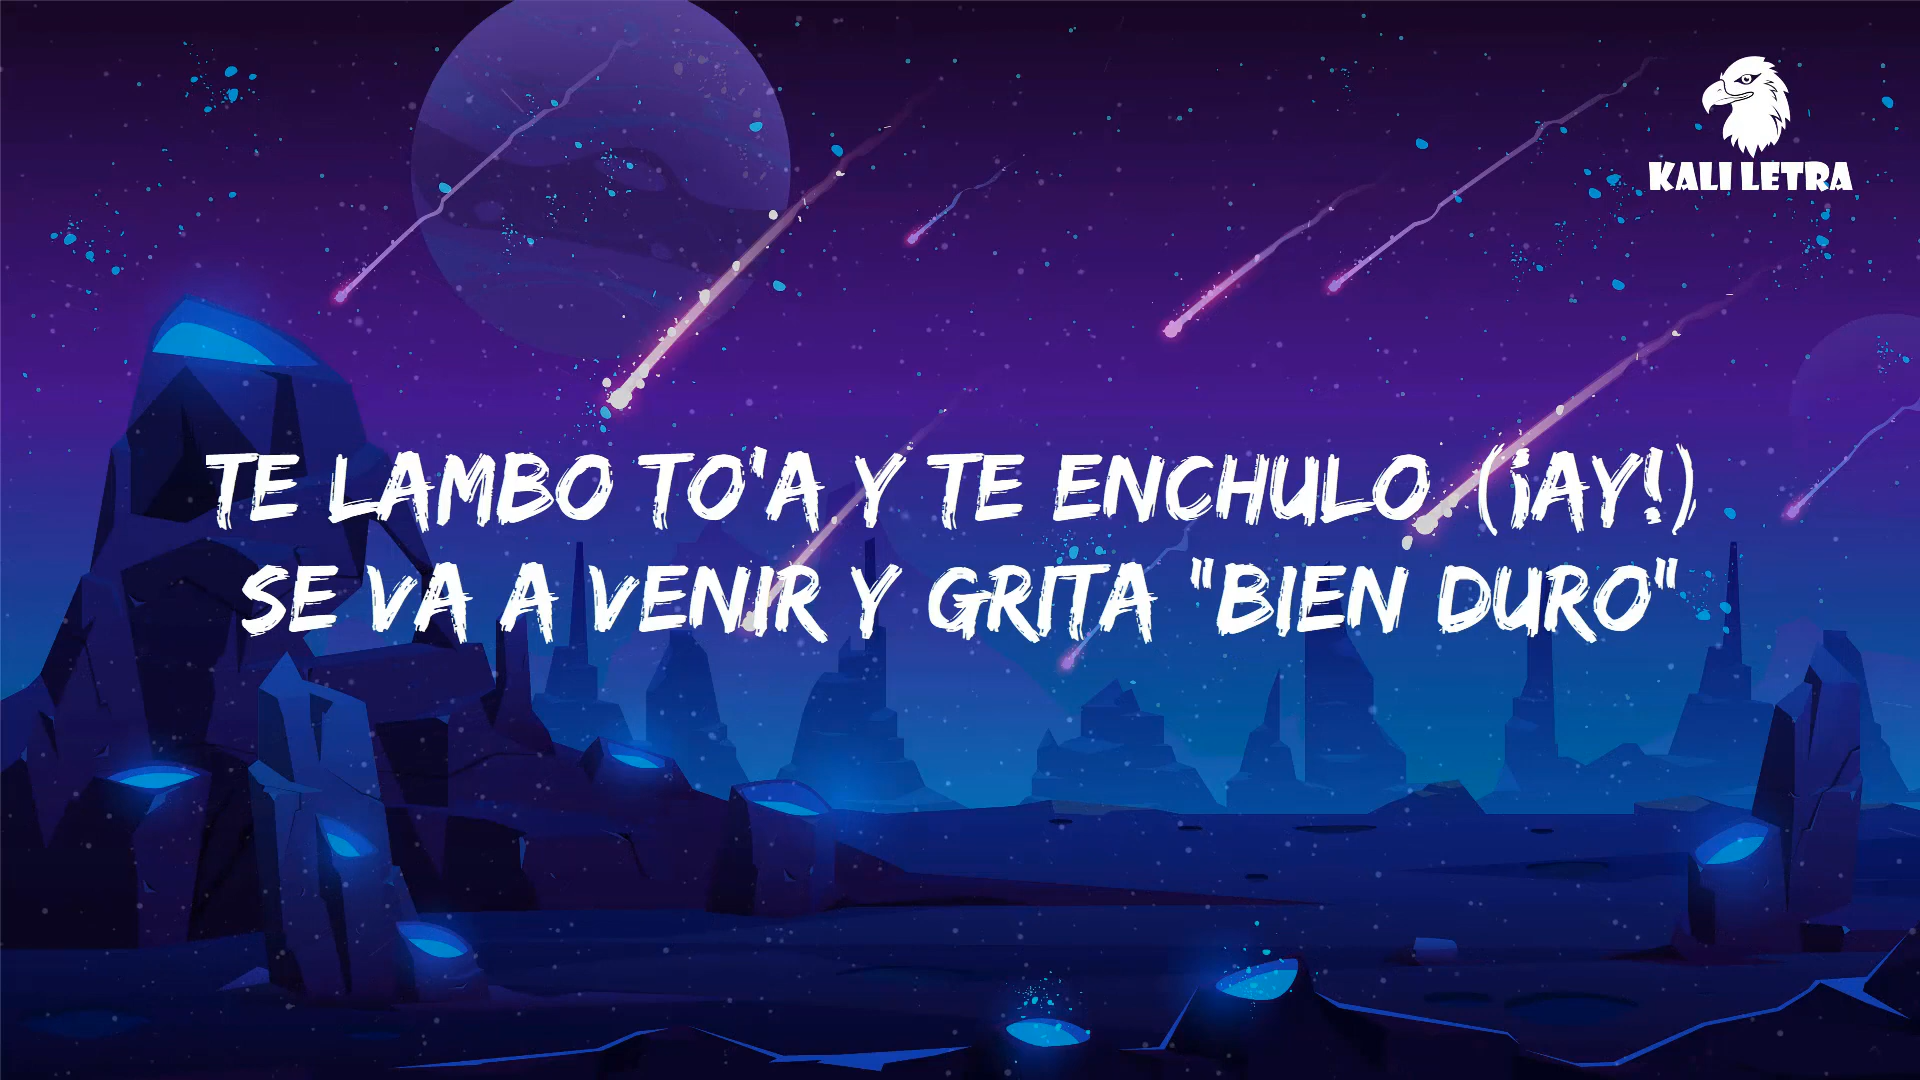 KALI LETRA
TE LAMBO TO'A Y TE ENCHULO (¡AY!)
SE VA A VENIR Y GRITA "BIEN DURO"